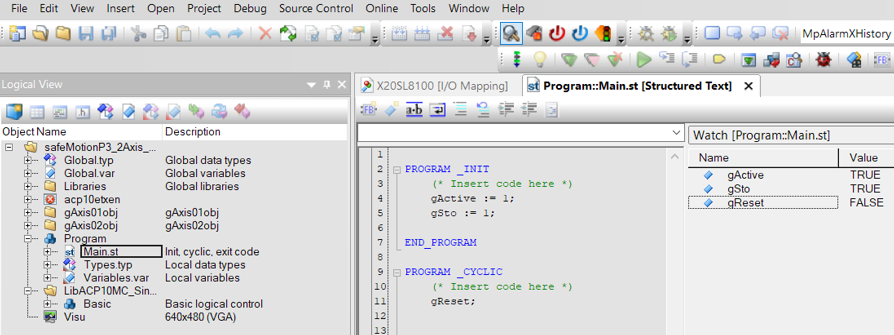 File Edit View Insert Open Project Debug Source Control Online Tools Window Help
MpAlarmXHistory
Logical View
X20SL8100 [I/O Mapping] Program::Main.st [Structured Text]
Object Name Description
safeMotionP3_2Axis_...
Global.typ Global data types
Global.var Global variables
Libraries Global libraries
acp10etxen
gAxis01obj gAxis01obj
gAxis02obj gAxis02obj
Program
Main.st Init, cyclic, exit code
Types.typ Local data types
Variables.var Local variables
LibACP10MC_Sin...
Basic Basic logical control
Visu 640x480 (VGA)
1
2 PROGRAM _INIT
3 (* Insert code here *)
4 gActive := 1;
5 gSto := 1;
6
7 END_PROGRAM
8
9 PROGRAM _CYCLIC
10 (* Insert code here *)
11 gReset;
12
13
Watch [Program::Main.st]
Name Value
gActive TRUE
gSto TRUE
gReset FALSE